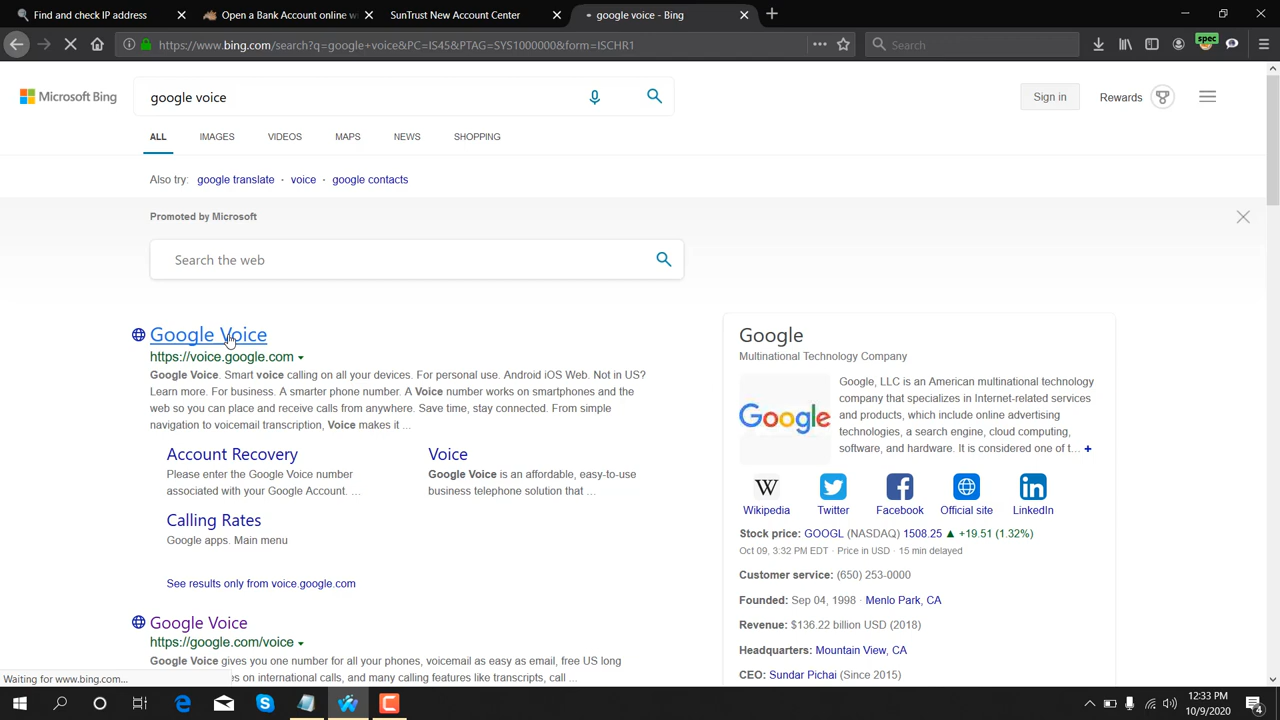 Find and check IP address
Open a Bank Account online wi
SunTrust New Account Center
google voice - Bing
https://www.bing.com/search?q=google+voice&PC=IS45&PTAG=SYS1000000&form=ISCHR1
Search
spec
Microsoft Bing
google voice
Sign in
Rewards
ALL
IMAGES
VIDEOS
MAPS
NEWS
SHOPPING
Also try: google translate · voice · google contacts
Promoted by Microsoft
Search the web
Google Voice
https://voice.google.com
Google Voice. Smart voice calling on all your devices. For personal use. Android iOS Web. Not in US?
Learn more. For business. A smarter phone number. A Voice number works on smartphones and the
web so you can place and receive calls from anywhere. Save time, stay connected. From simple
navigation to voicemail transcription, Voice makes it ...
Account Recovery
Please enter the Google Voice number
associated with your Google Account. ...
Voice
Google Voice is an affordable, easy-to-use
business telephone solution that ...
Calling Rates
Google apps. Main menu
See results only from voice.google.com
Google Voice
https://google.com/voice
Google Voice gives you one number for all your phones, voicemail as easy as email, free US long
es on international calls, and many calling features like transcripts, call ...
Google
Multinational Technology Company
Google
Google, LLC is an American multinational technology
company that specializes in Internet-related services
and products, which include online advertising
technologies, a search engine, cloud computing,
software, and hardware. It is considered one of t... +
W
Wikipedia
Twitter
Facebook
Official site
LinkedIn
Stock price: GOOGL (NASDAQ) 1508.25 ▲ +19.51 (1.32%)
Oct 09, 3:32 PM EDT · Price in USD · 15 min delayed
Customer service: (650) 253-0000
Founded: Sep 04, 1998 · Menlo Park, CA
Revenue: $136.22 billion USD (2018)
Headquarters: Mountain View, CA
CEO: Sundar Pichai (Since 2015)
Waiting for www.bing.com...
12:33 PM
10/9/2020
4